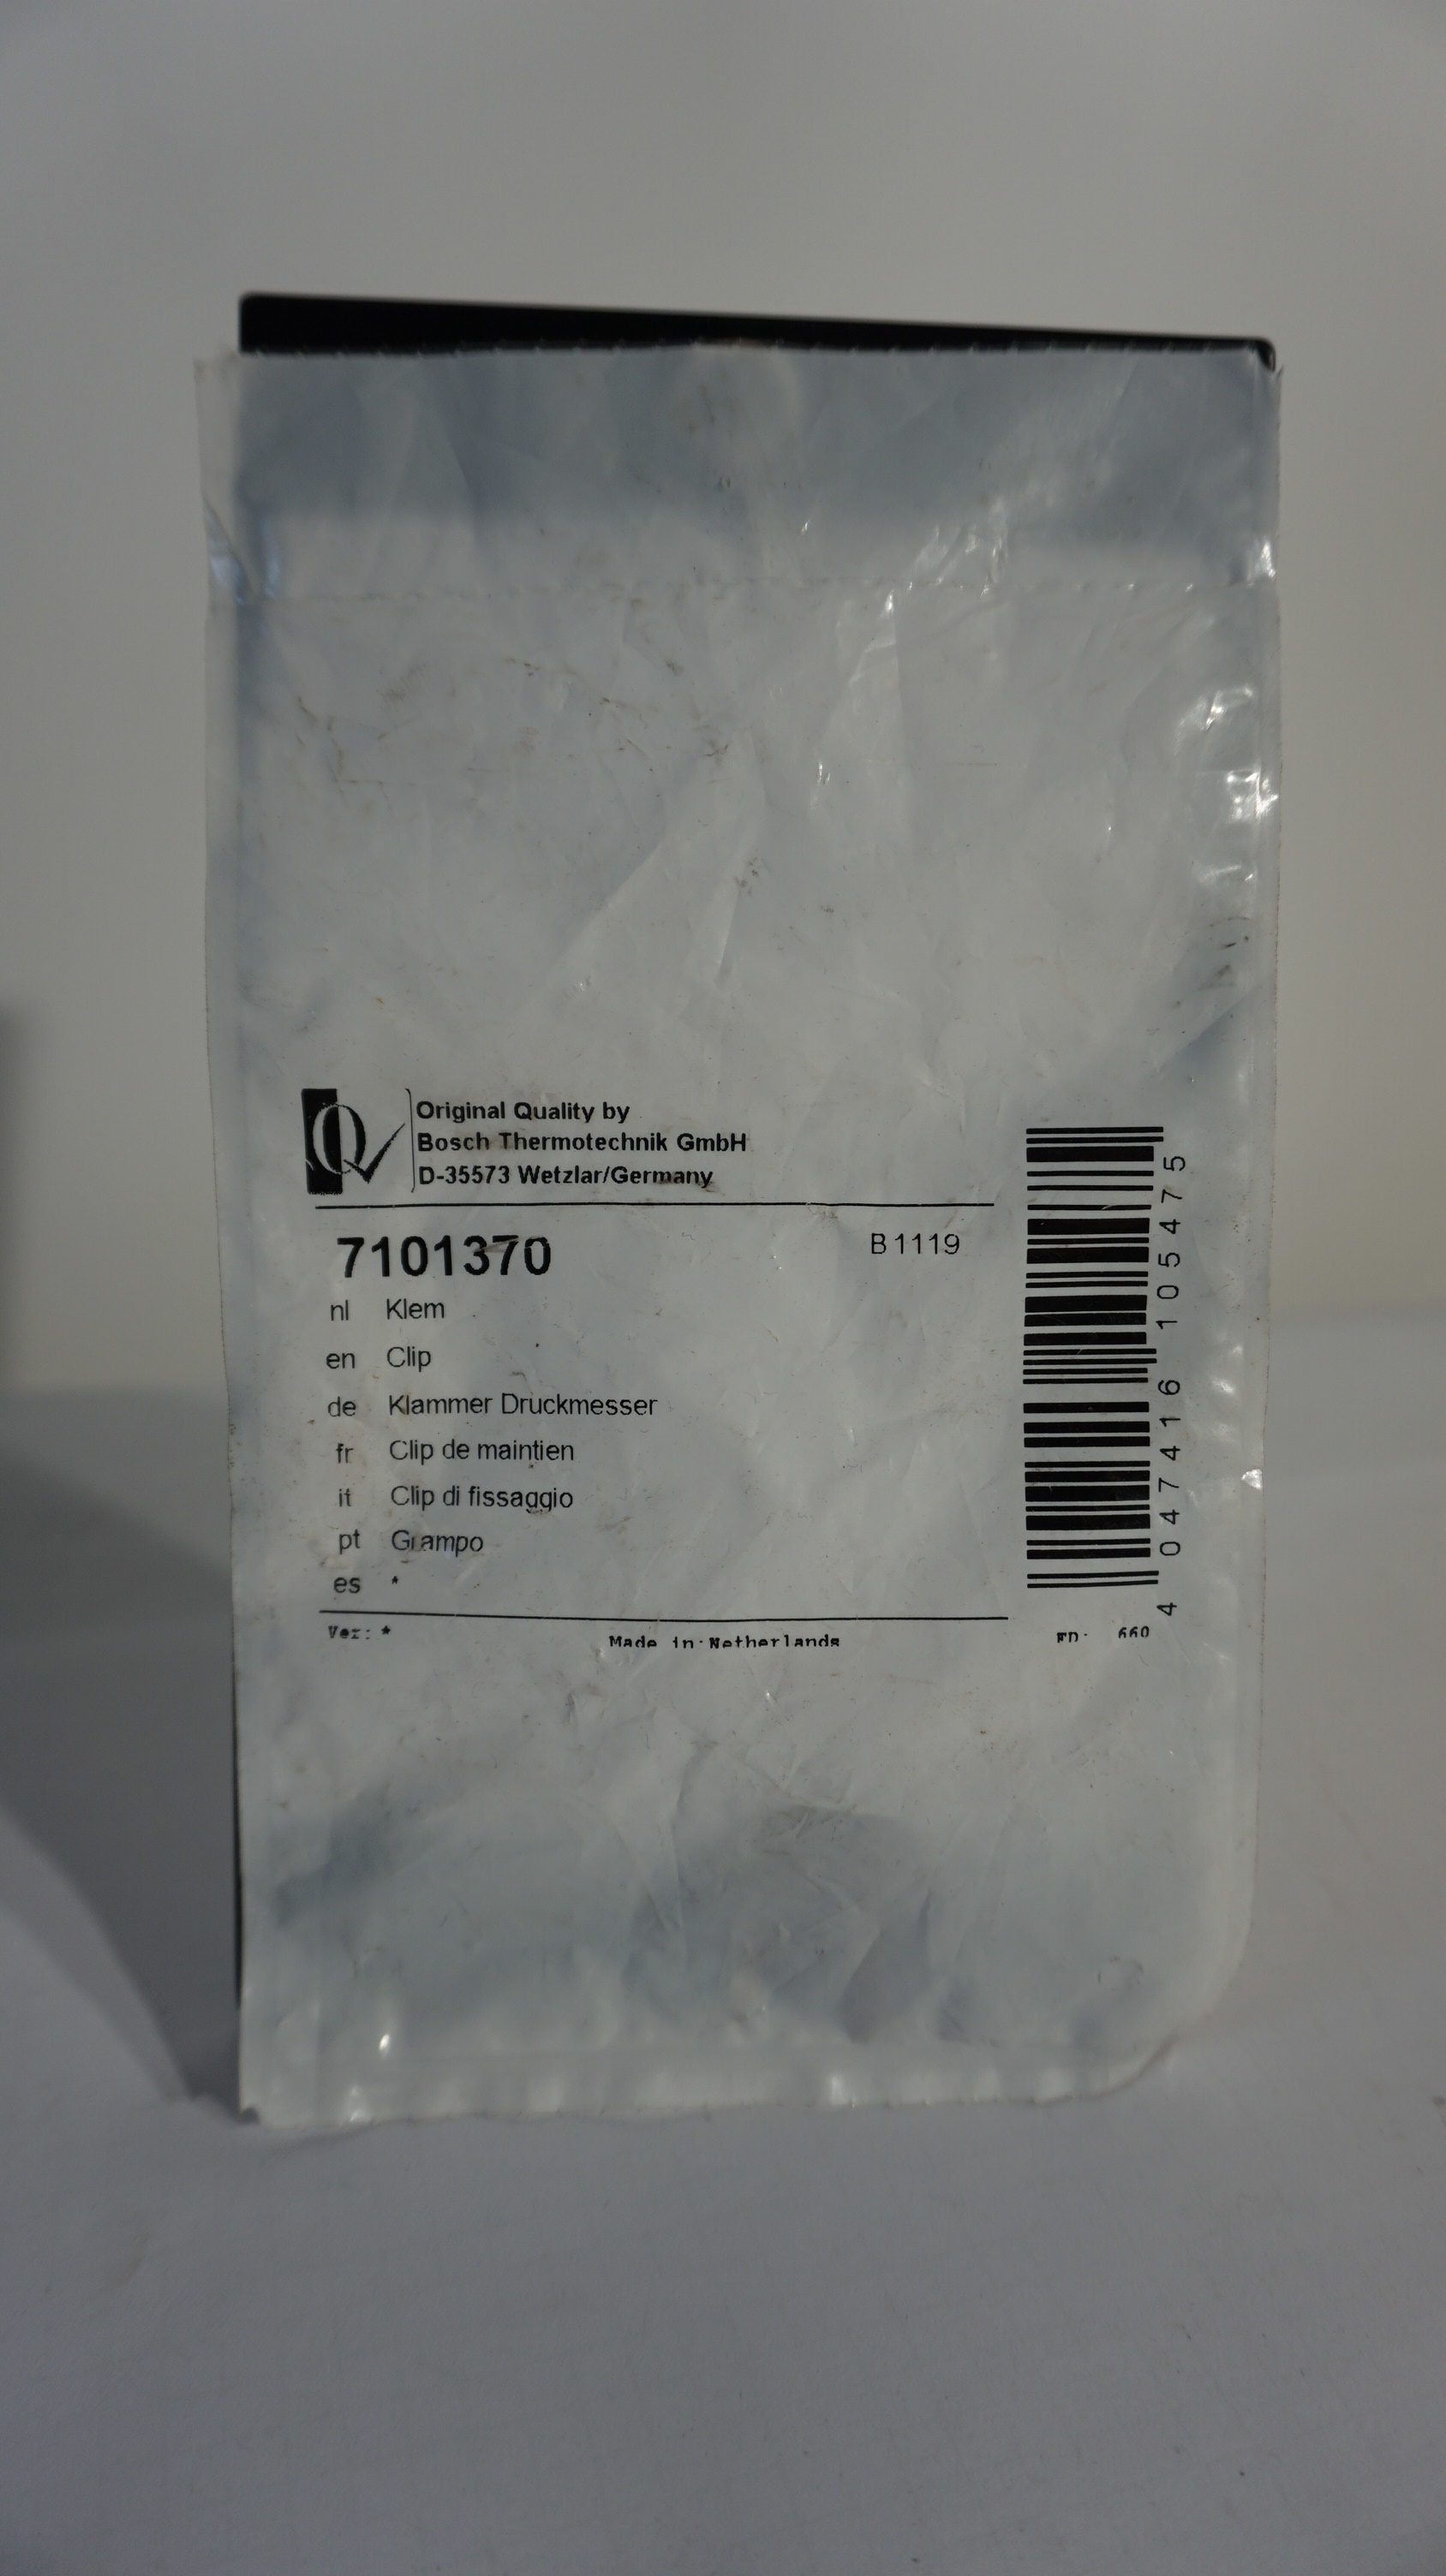 Original Quality by
Bosch Thermotechnik GmbH
D-35573 Wetzlar/Germany
7101370 B1119
nl Klem
en Clip
de Klammer Druckmesser
fr Clip de maintien
it Clip di fissaggio
pt Grampo
es *
Ver: * Made in Netherlands 660
4 047416 105475